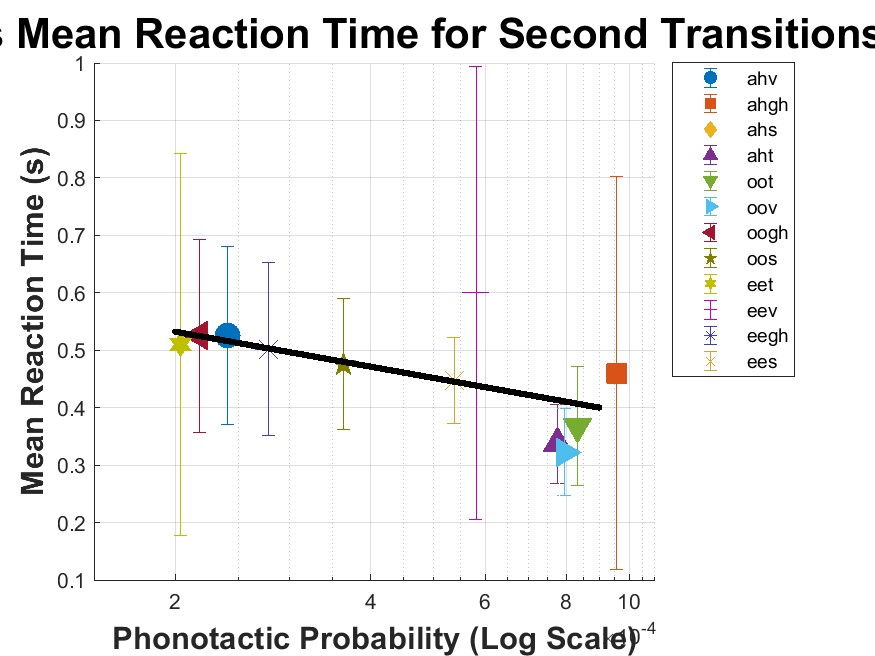 s Mean Reaction Time for Second Transitions
1
0.9
0.8
0.7
0.6
0.5
0.4
0.3
0.2
0.1
Mean Reaction Time (s)
2 4 6 8 10
Phonotactic Probability (Log Scale)
×10-4
ahv
ahgh
ahs
aht
oot
oov
oogh
oos
eet
eev
eegh
ees